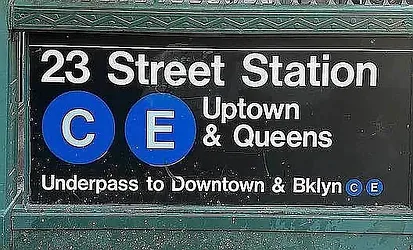 23 Street Station
C E Uptown
& Queens
Underpass to Downtown & Bklyn C E